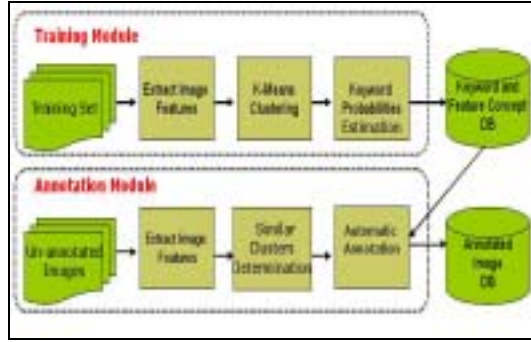 Training Module
Training Set
Extract Image
Features
K-Means
Clustering
Keyword
Probabilities
Estimation
Keyword and
Feature Concept
DB
Annotation Module
Un-annotated
Images
Extract Image
Features
Similar
Clusters
Determination
Automatic
Annotation
Annotated
Image
DB